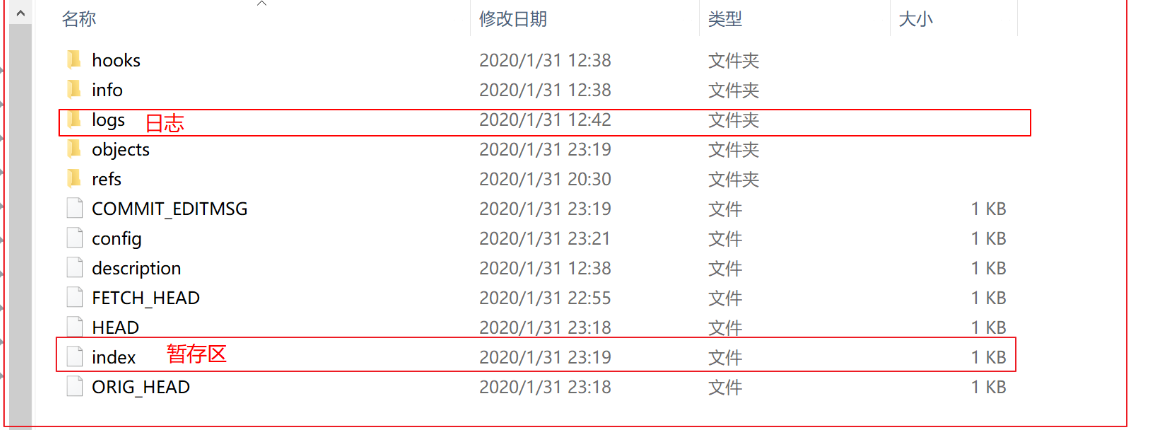 名称 修改日期 类型 大小
hooks 2020/1/31 12:38 文件夹
info 2020/1/31 12:38 文件夹
logs 日志 2020/1/31 12:42 文件夹
objects 2020/1/31 23:19 文件夹
refs 2020/1/31 20:30 文件夹
COMMIT_EDITMSG 2020/1/31 23:19 文件 1 KB
config 2020/1/31 23:21 文件 1 KB
description 2020/1/31 12:38 文件 1 KB
FETCH_HEAD 2020/1/31 22:55 文件 1 KB
HEAD 2020/1/31 23:18 文件 1 KB
index 暂存区 2020/1/31 23:19 文件 1 KB
ORIG_HEAD 2020/1/31 23:18 文件 1 KB